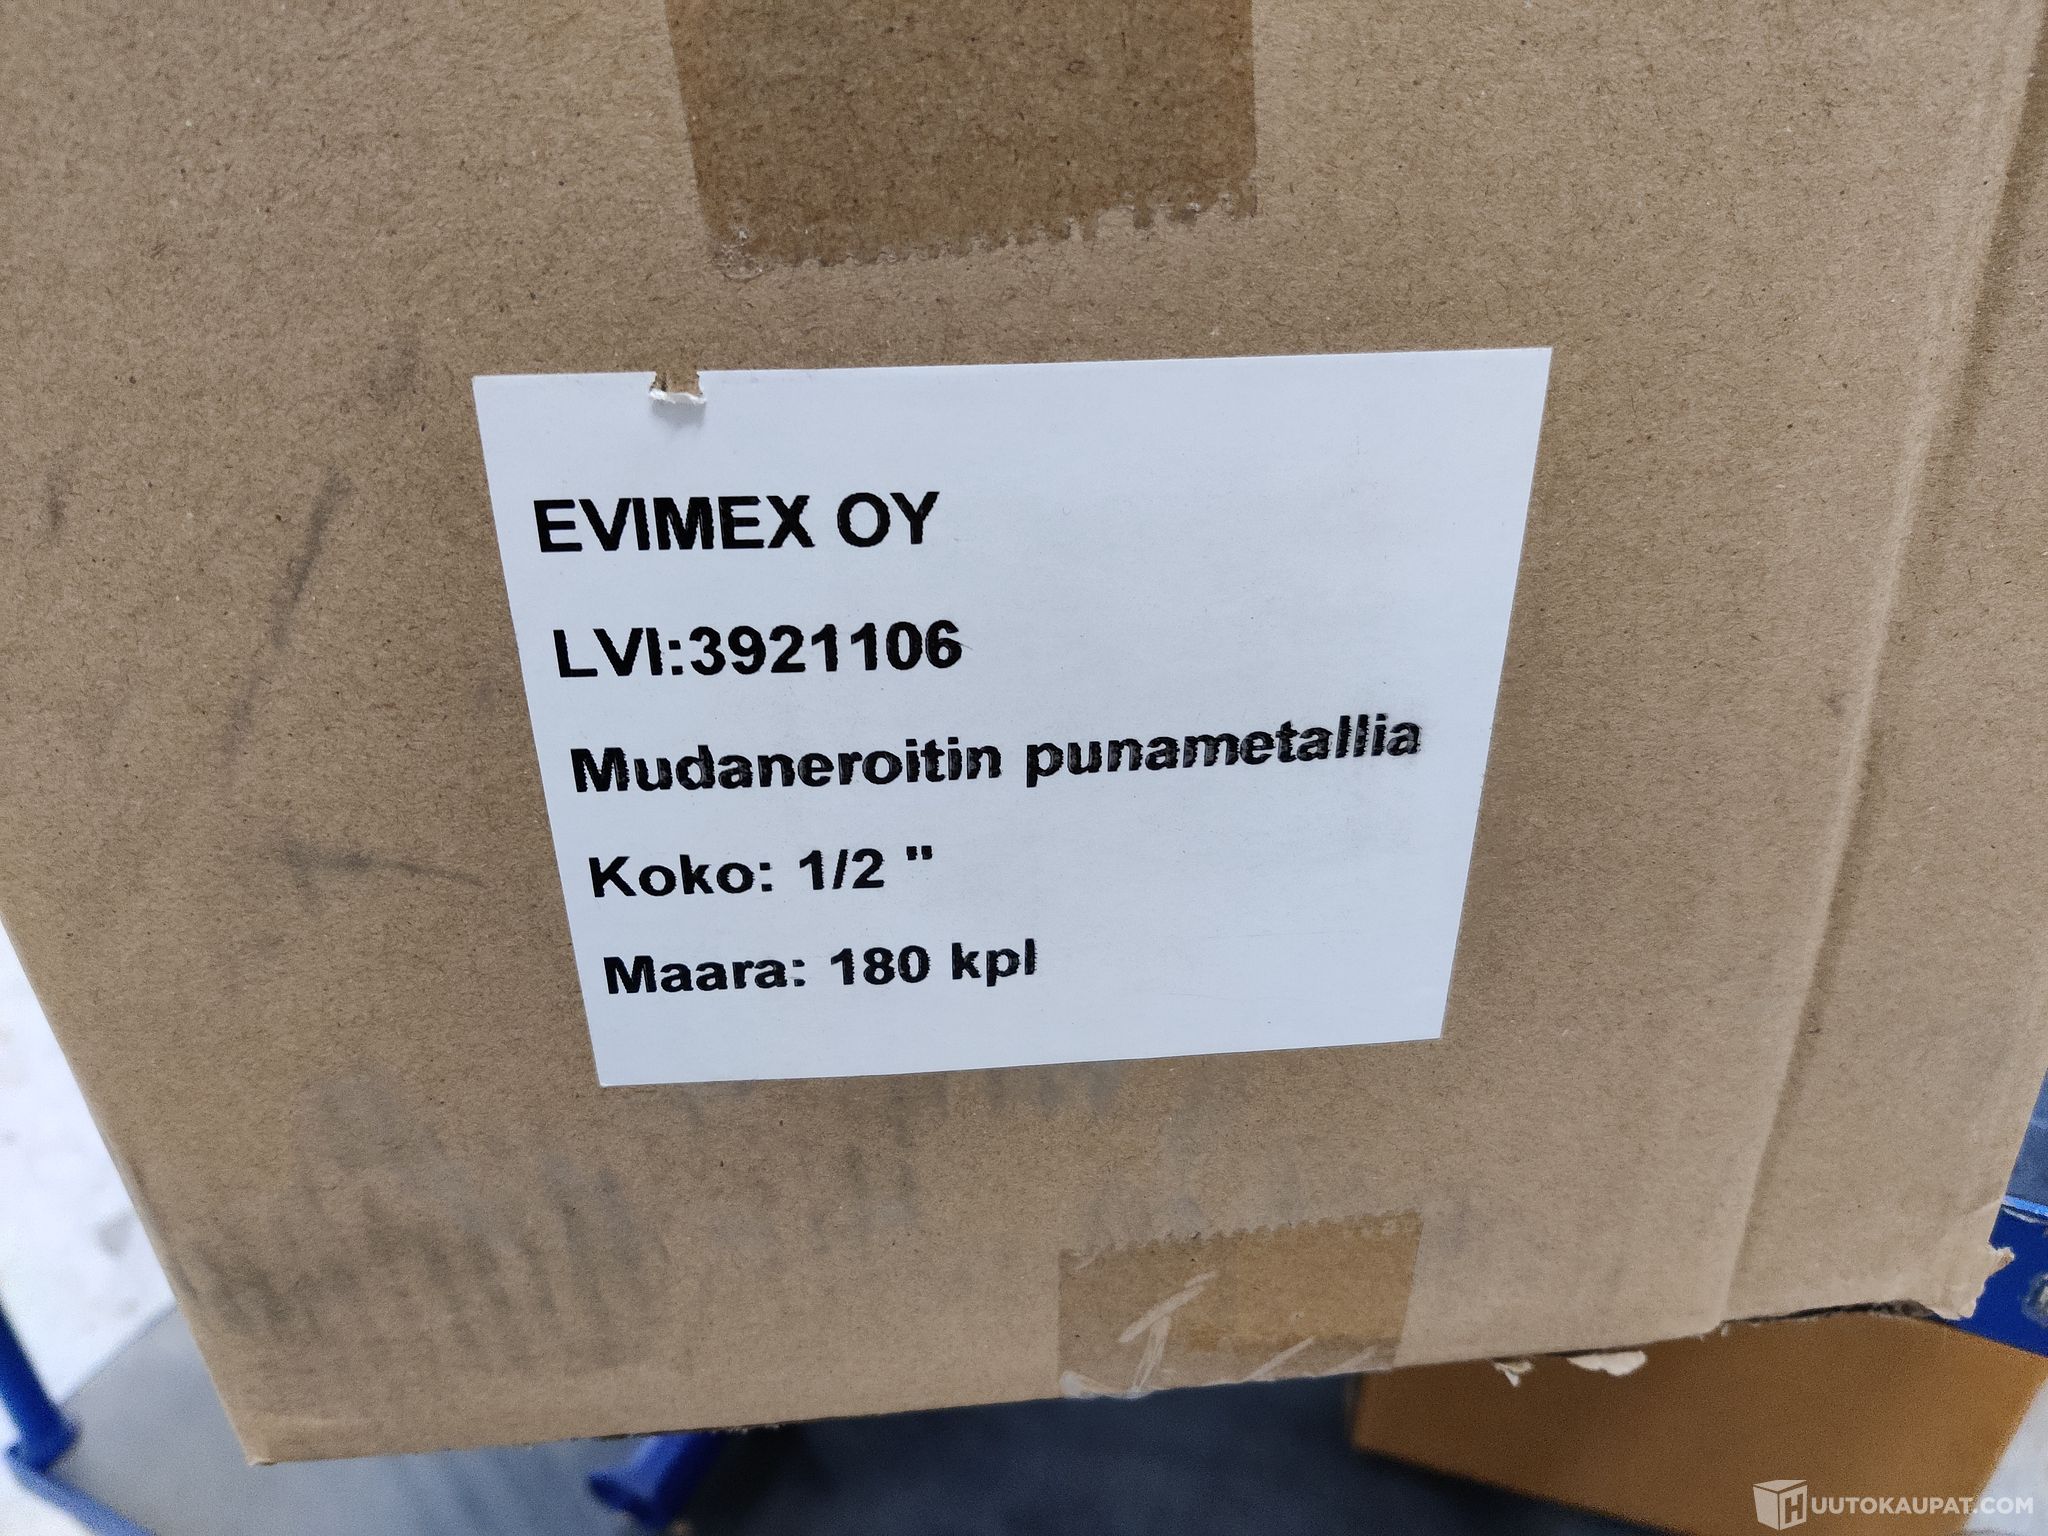 EVIMEX OY
LVI:3921106
Mudaneroitin punametallia
Koko: 1/2 "
Maara: 180 kpl
HUUTOKAUPAT.COM